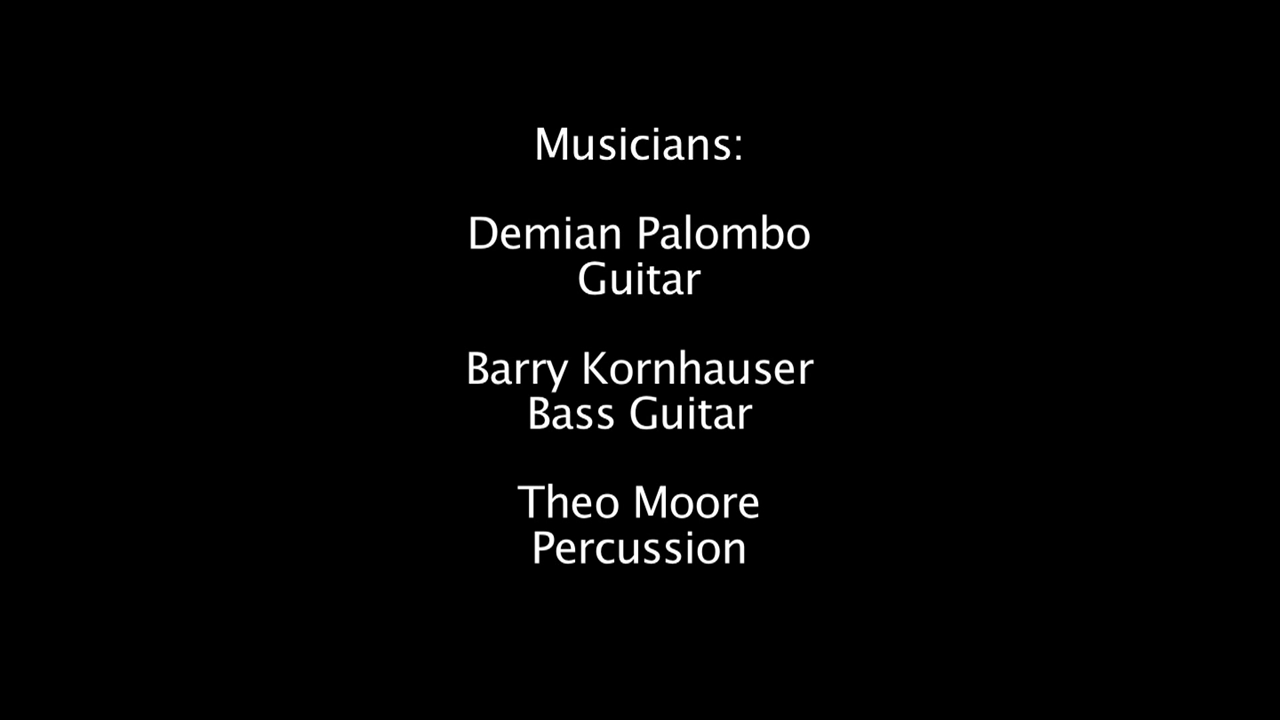 Musicians:
Demian Palombo
Guitar
Barry Kornhauser
Bass Guitar
Theo Moore
Percussion